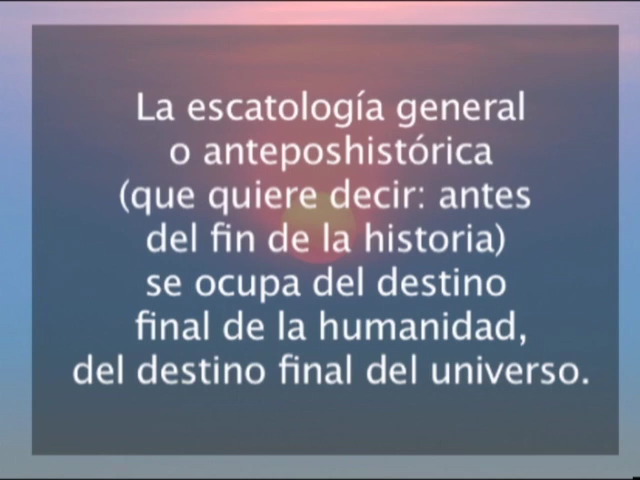 La escatología general
o anteposhistórica
(que quiere decir: antes
del fin de la historia)
se ocupa del destino
final de la humanidad,
del destino final del universo.